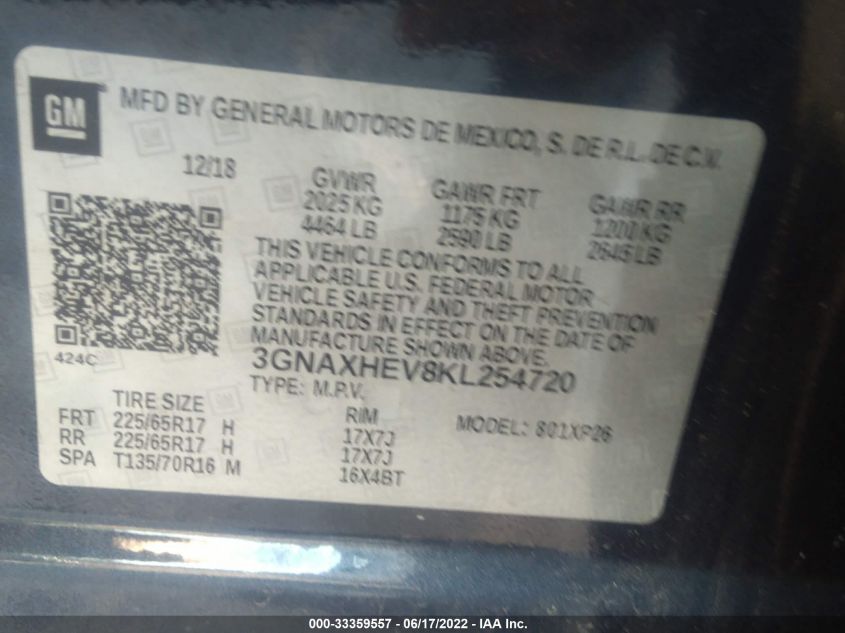 GM
MFD BY GENERAL MOTORS DE MEXICO, S. DE R.L. DE C.V.
12/18
GVWR GAWR FRT GAWR RR
2025 KG 1175 KG 1200 KG
4464 LB 2590 LB 2645 LB
THIS VEHICLE CONFORMS TO ALL
APPLICABLE U.S. FEDERAL MOTOR
VEHICLE SAFETY AND THEFT PREVENTION
STANDARDS IN EFFECT ON THE DATE OF
MANUFACTURE SHOWN ABOVE.
424C
3GNAXHEV8KL254720
TYPE: M.P.V.
MODEL: 801XP26
TIRE SIZE RIM
FRT 225/65R17 H 17X7J
RR 225/65R17 H 17X7J
SPA T135/70R16 M 16X4BT
000-33359557 - 06/17/2022 - IAA Inc.